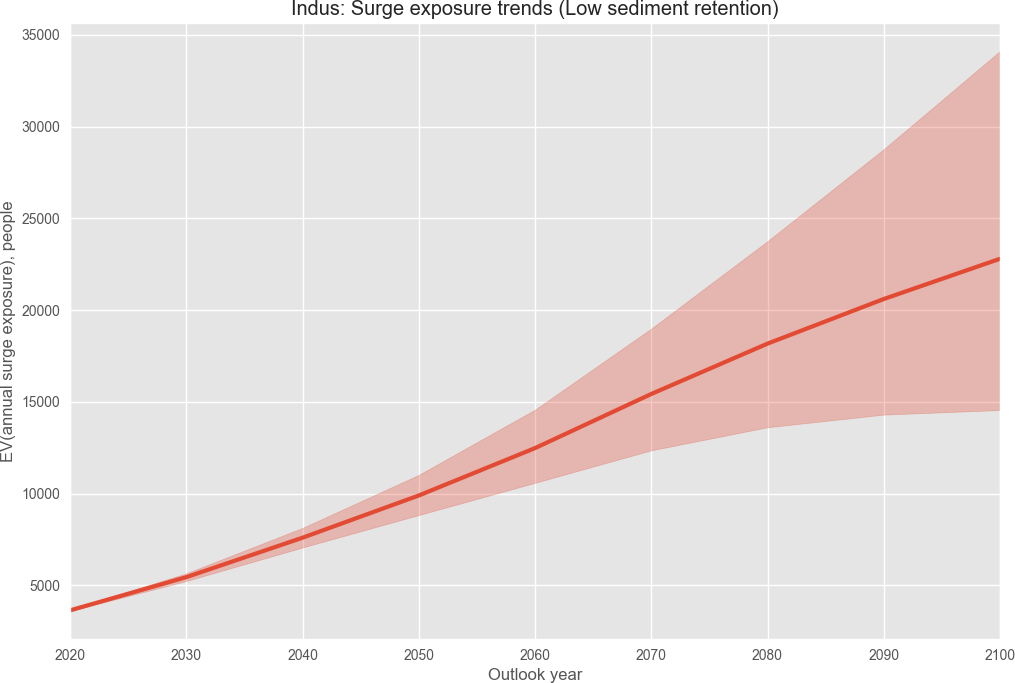 Indus: Surge exposure trends (Low sediment retention)
EV(annual surge exposure), people
35000
30000
25000
20000
15000
10000
5000
2020 2030 2040 2050 2060 2070 2080 2090 2100
Outlook year